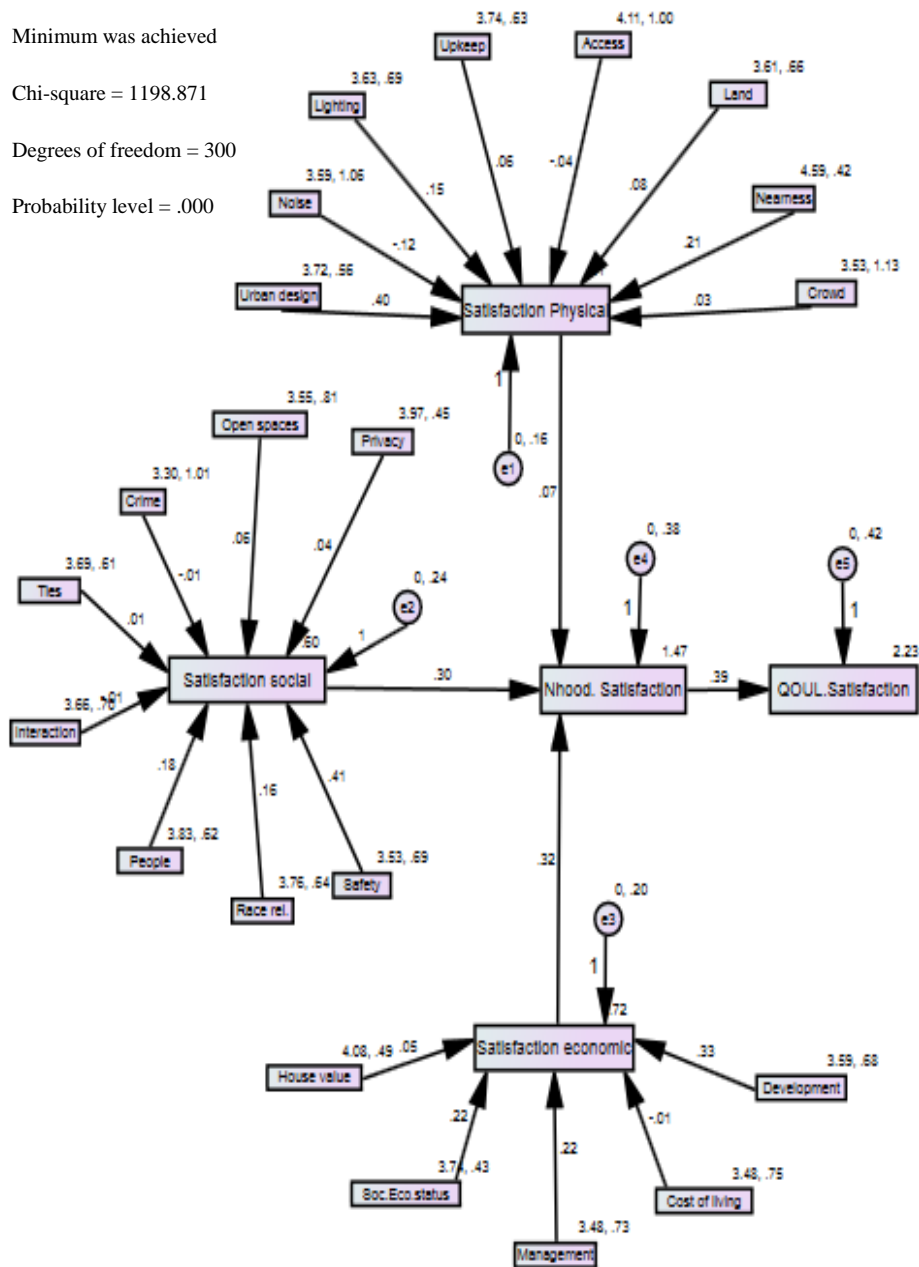 Minimum was achieved
Chi-square = 1198.871
Degrees of freedom = 300
Probability level = .000
3.74, .63
Upkeep
4.11, 1.00
Access
3.63, .69
Lighting
3.61, .66
Land
3.59, 1.06
Noise
4.59, .42
Nearness
3.72, .56
Urban design
3.53, 1.13
Crowd
.06
-.04
.15
.08
-.12
.21
.40
.03
Satisfaction Physical
1
0, .16
e1
.07
3.55, .81
Open spaces
3.97, .45
Privacy
3.30, 1.01
Crime
3.69, .61
Ties
.06
.04
-.01
.01
0, .24
e2
1
.60
Satisfaction social
.30
3.66, .70
-.01
Interaction
.18
.16
.41
3.83, .62
People
3.76, .64
Race rel.
3.53, .69
Safety
0, .38
e4
1
1.47
Nhood. Satisfaction
.39
0, .42
e5
1
2.23
QOUL.Satisfaction
.32
0, .20
e3
1
.72
Satisfaction economic
4.08, .49
.05
House value
.33
3.59, .68
Development
.22
3.74, .43
Soc.Eco.status
.22
3.48, .73
Management
-.01
3.48, .75
Cost of living